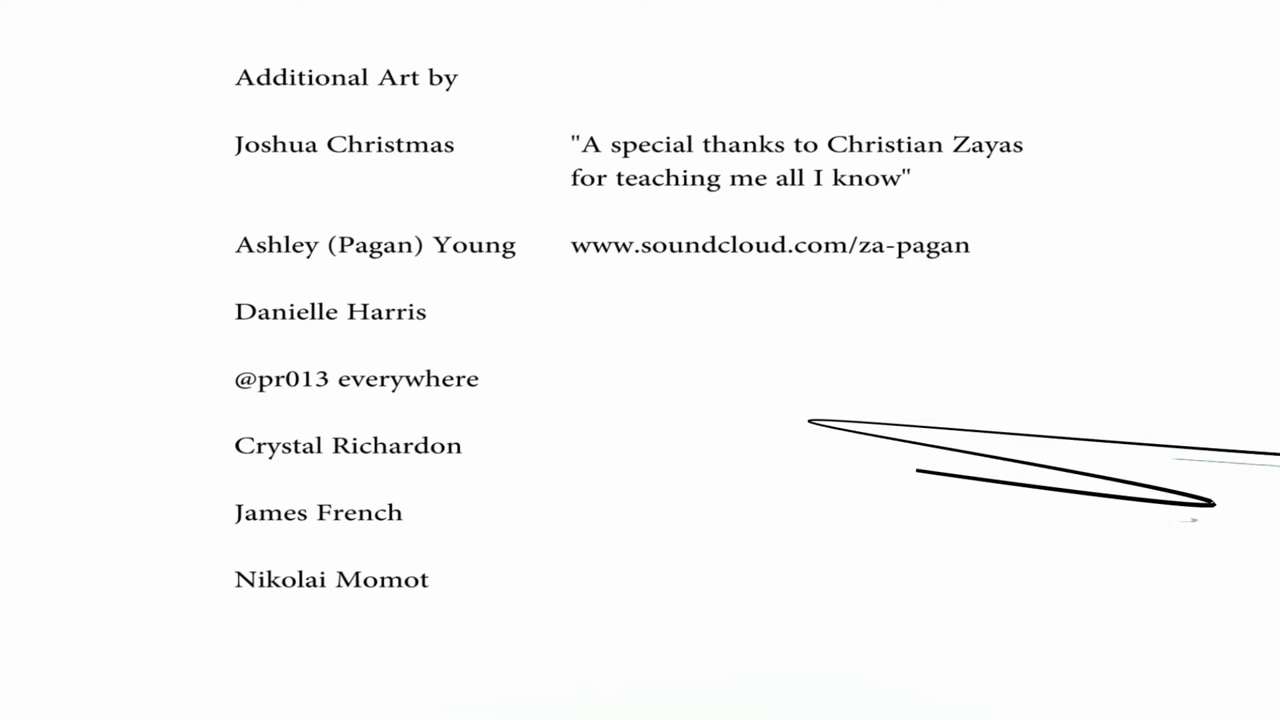 Additional Art by
Joshua Christmas "A special thanks to Christian Zayas
for teaching me all I know"
Ashley (Pagan) Young www.soundcloud.com/za-pagan
Danielle Harris
@pr013 everywhere
Crystal Richardon
James French
Nikolai Momot